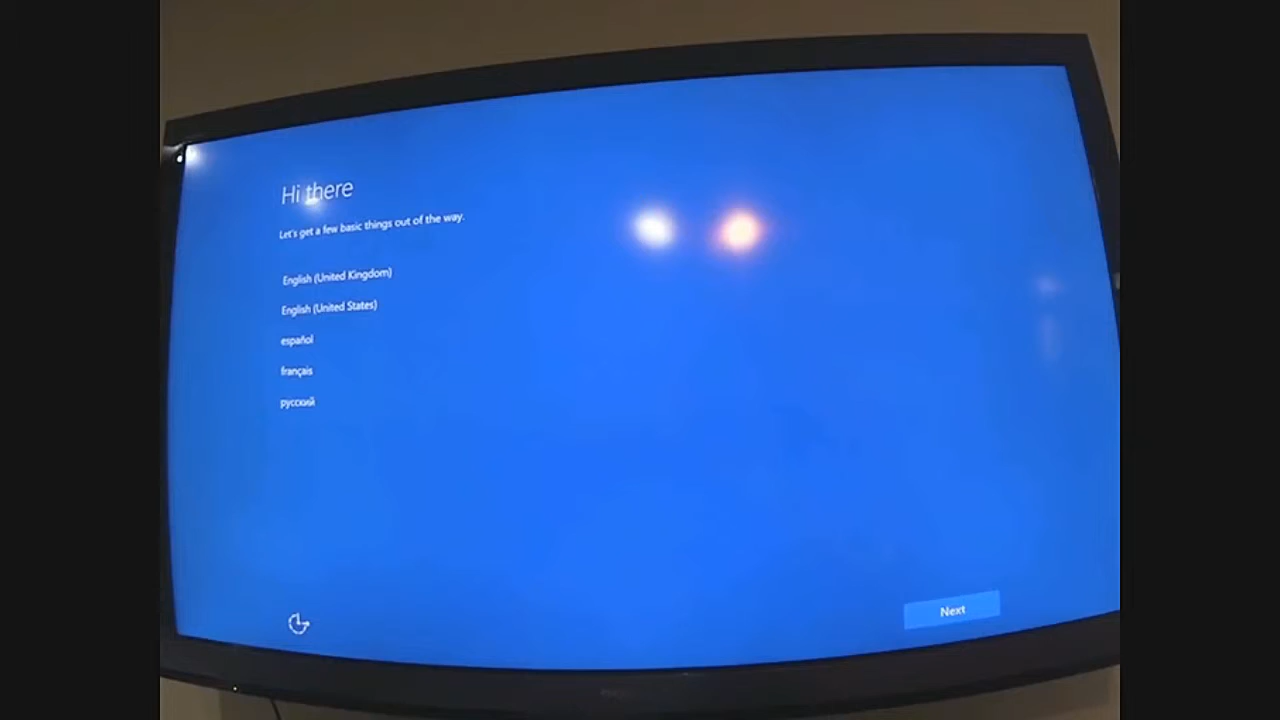 Hi there
Let's get a few basic things out of the way.
English (United Kingdom)
English (United States)
español
français
русский
Next